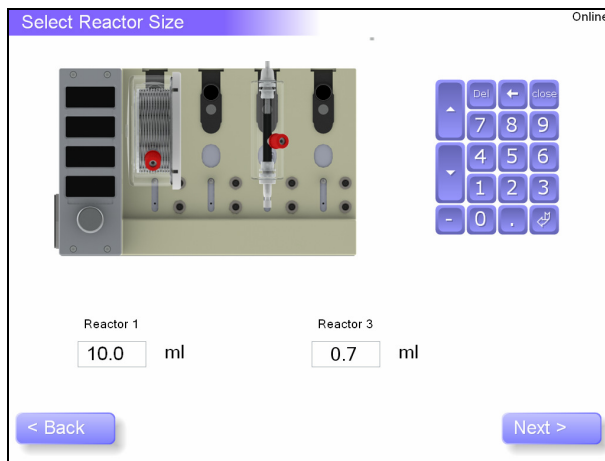 Select Reactor Size
Online
Del ← close
7 8 9
4 5 6
1 2 3
- 0 .
Reactor 1
Reactor 3
10.0 ml
0.7 ml
< Back
Next >